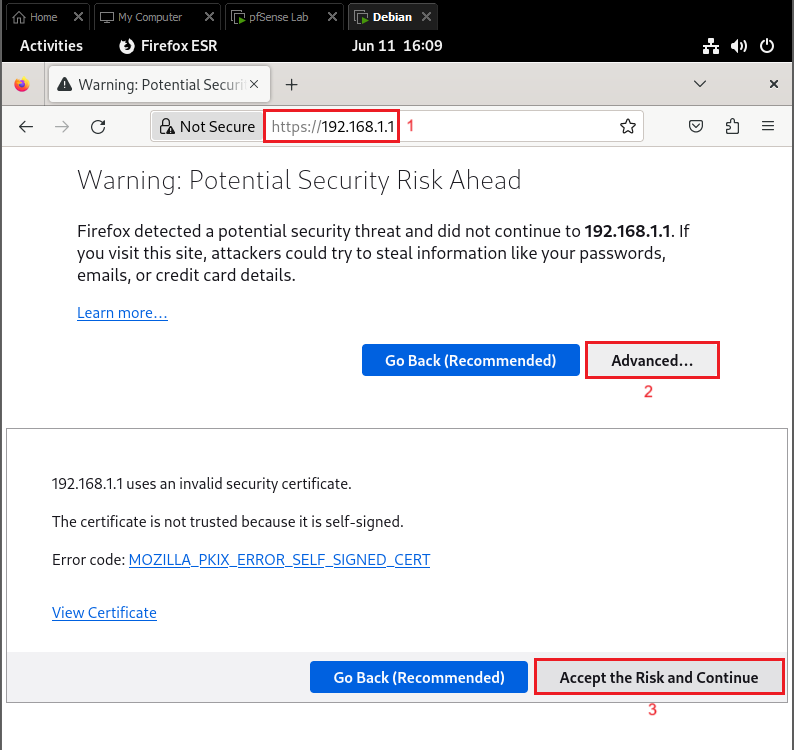 Home
My Computer
pfSense Lab
Debian
Activities
Firefox ESR
Jun 11 16:09
Warning: Potential Securi
Not Secure
https://192.168.1.1
1
Warning: Potential Security Risk Ahead
Firefox detected a potential security threat and did not continue to 192.168.1.1. If
you visit this site, attackers could try to steal information like your passwords,
emails, or credit card details.
Learn more…
Go Back (Recommended)
Advanced…
2
192.168.1.1 uses an invalid security certificate.
The certificate is not trusted because it is self-signed.
Error code: MOZILLA_PKIX_ERROR_SELF_SIGNED_CERT
View Certificate
Go Back (Recommended)
Accept the Risk and Continue
3